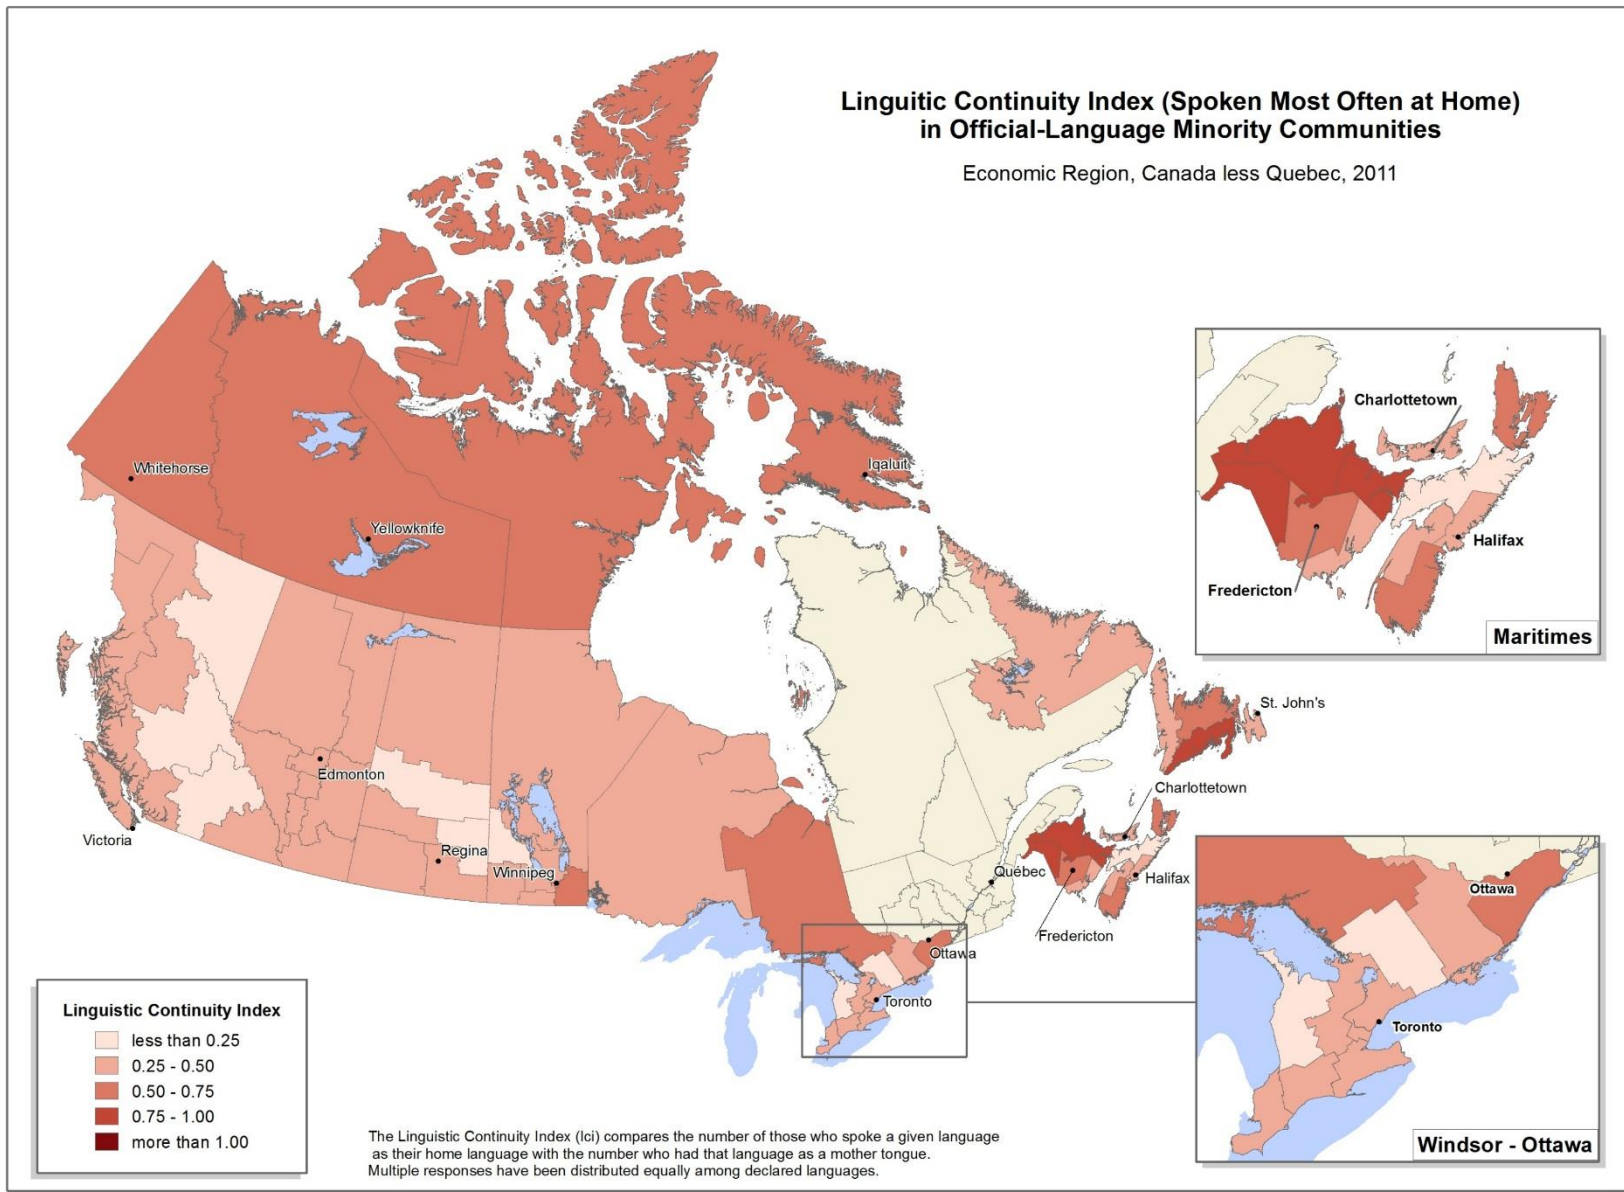 Linguitic Continuity Index (Spoken Most Often at Home)
in Official-Language Minority Communities
Economic Region, Canada less Quebec, 2011
Whitehorse
Yellowknife
Iqaluit
Edmonton
Victoria
Regina
Winnipeg
St. John's
Charlottetown
Québec
Halifax
Fredericton
Ottawa
Toronto
Charlottetown
Halifax
Fredericton
Maritimes
Ottawa
Toronto
Windsor - Ottawa
Linguistic Continuity Index
less than 0.25
0.25 - 0.50
0.50 - 0.75
0.75 - 1.00
more than 1.00
The Linguistic Continuity Index (lci) compares the number of those who spoke a given language
as their home language with the number who had that language as a mother tongue.
Multiple responses have been distributed equally among declared languages.